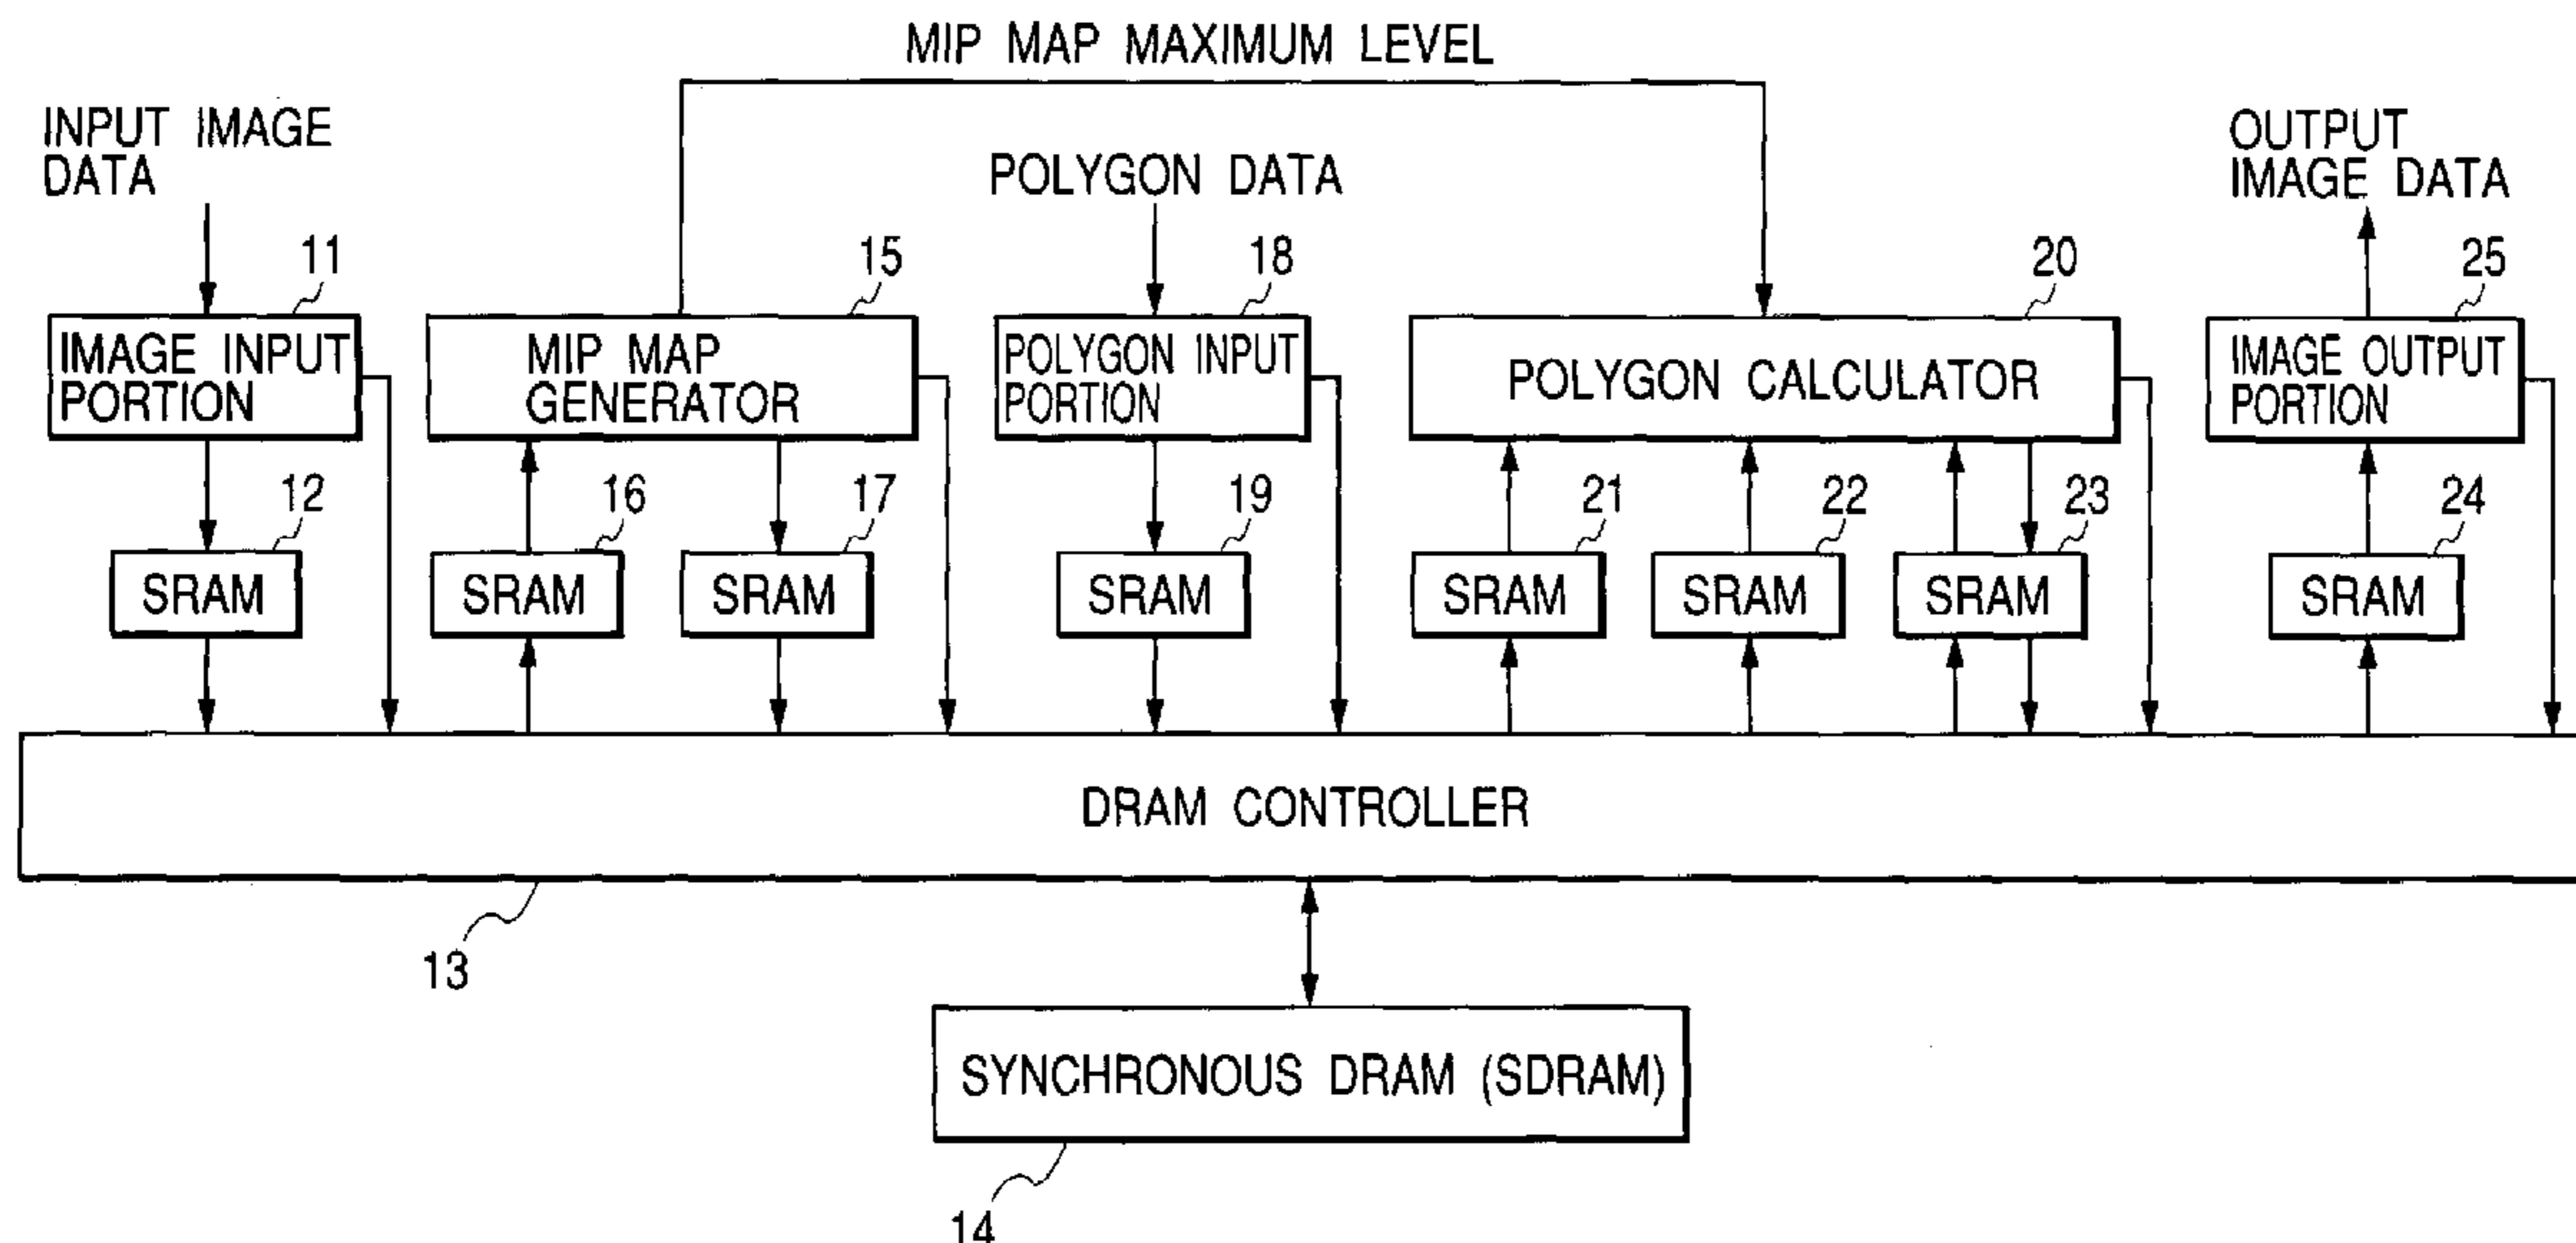 MIP MAP MAXIMUM LEVEL
INPUT IMAGE
DATA
POLYGON DATA
OUTPUT
IMAGE DATA
11
15
18
20
25
IMAGE INPUT
PORTION
MIP MAP
GENERATOR
POLYGON INPUT
PORTION
POLYGON CALCULATOR
IMAGE OUTPUT
PORTION
12
16
17
19
21
22
23
24
SRAM
SRAM
SRAM
SRAM
SRAM
SRAM
SRAM
SRAM
DRAM CONTROLLER
13
SYNCHRONOUS DRAM (SDRAM)
14